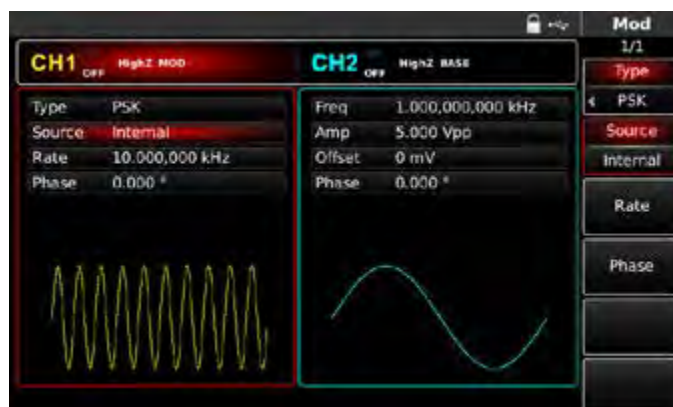 Mod
1/1
CH1 OFF HighZ MOD
CH2 OFF HighZ BASE
Type PSK
Source Internal
Rate 10.000,000 kHz
Phase 0.000 °
Freq 1.000,000,000 kHz
Amp 5.000 Vpp
Offset 0 mV
Phase 0.000 °
Type
PSK
Source
Internal
Rate
Phase